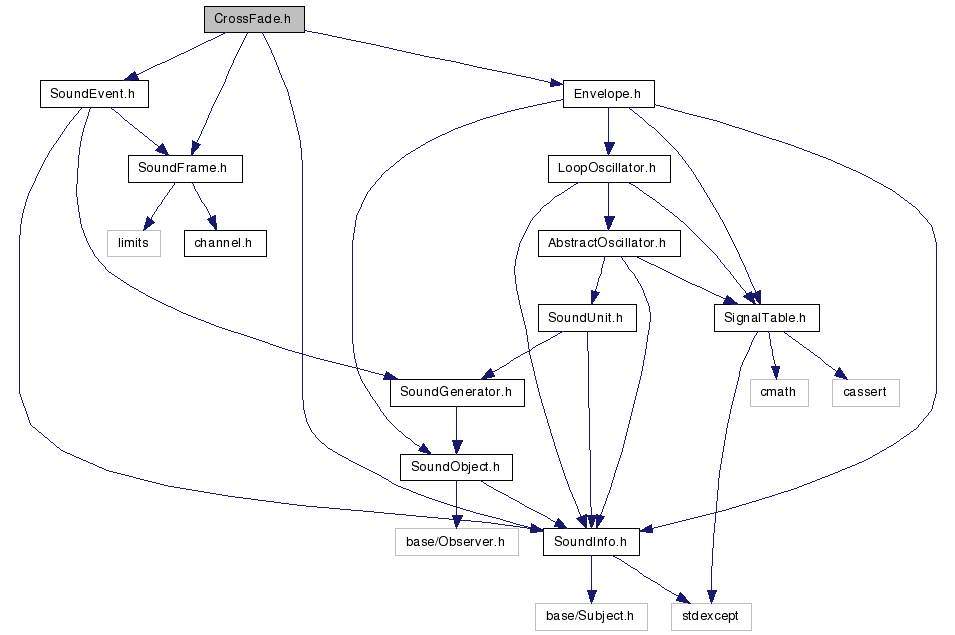 CrossFade.h
SoundEvent.h
Envelope.h
SoundFrame.h
LoopOscillator.h
limits
channel.h
AbstractOscillator.h
SoundUnit.h
SignalTable.h
SoundGenerator.h
cmath
cassert
SoundObject.h
base/Observer.h
SoundInfo.h
base/Subject.h
stdexcept